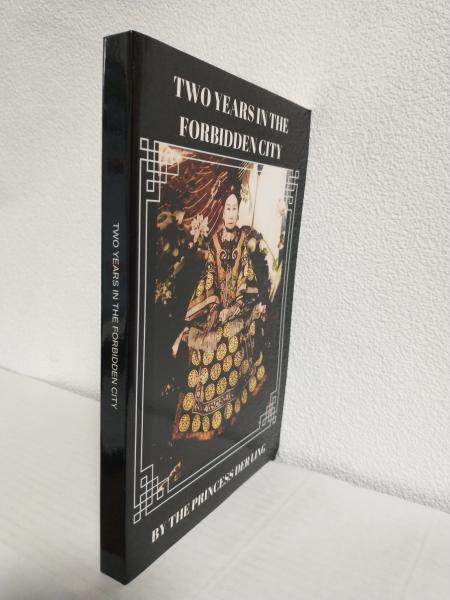 TWO YEARS IN THE
FORBIDDEN CITY
BY THE PRINCESS DER LING
TWO YEARS IN THE FORBIDDEN CITY